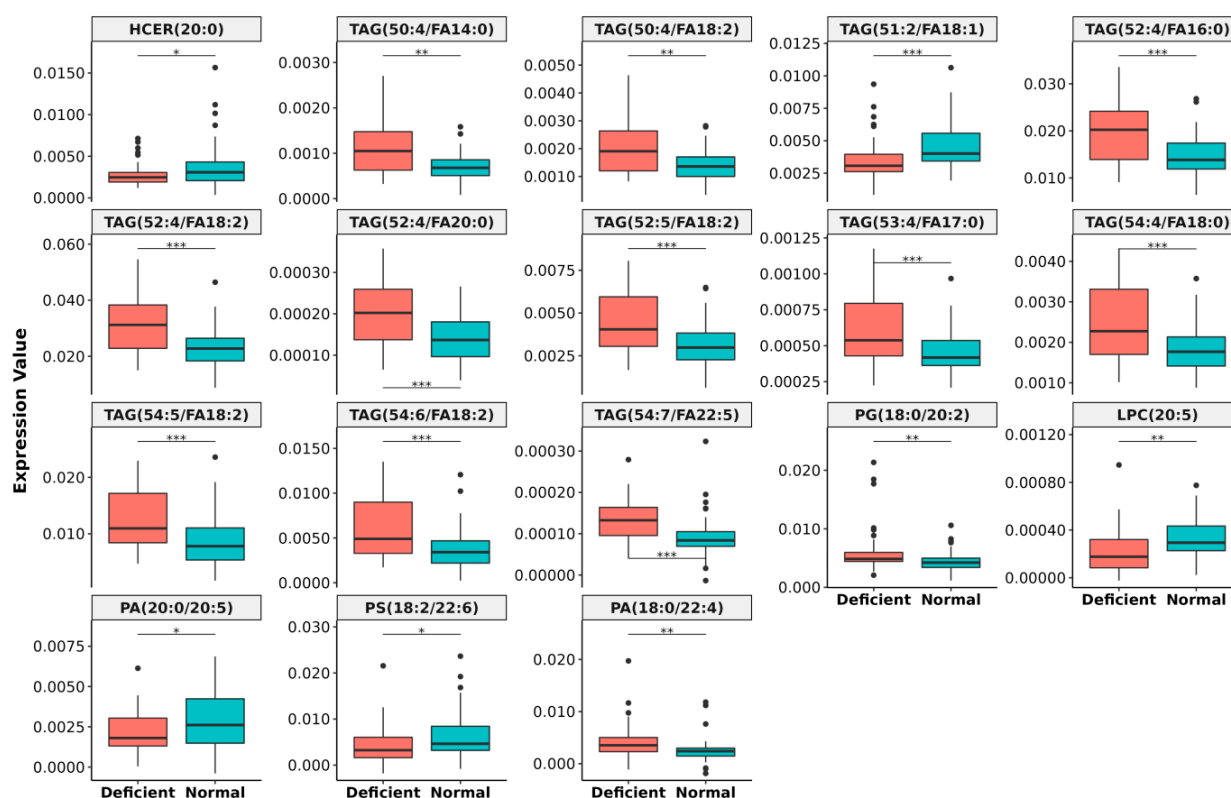 HCER(20:0) TAG(50:4/FA14:0) TAG(50:4/FA18:2) TAG(51:2/FA18:1) TAG(52:4/FA16:0)
* ** ** *** ***
0.0150 0.0030 0.0050 0.0125 0.030
0.0100 0.0020 0.0030 0.0100 0.020
0.0050 0.0010 0.0020 0.0075 0.010
0.0000 0.0000 0.0010 0.0050
0.0025
TAG(52:4/FA18:2) TAG(52:4/FA20:0) TAG(52:5/FA18:2) TAG(53:4/FA17:0) TAG(54:4/FA18:0)
*** *** *** *** ***
0.060 0.00030 0.0075 0.00125 0.0040
0.040 0.00010 0.0050 0.00100 0.0030
0.020 0.0025 0.00075 0.0020
0.00050 0.0010
0.00025
Expression Value
TAG(54:5/FA18:2) TAG(54:6/FA18:2) TAG(54:7/FA22:5) PG(18:0/20:2) LPC(20:5)
*** *** *** ** **
0.020 0.0150 0.00030 0.020 0.00120
0.010 0.0100 0.00020 0.010 0.00080
0.0050 0.00010 0.000 0.00040
0.0000 0.00000 0.00000
Deficient Normal Deficient Normal
PA(20:0/20:5) PS(18:2/22:6) PA(18:0/22:4)
* * **
0.0075 0.030 0.020
0.0050 0.020 0.010
0.0025 0.010 0.000
0.0000 0.000
Deficient Normal Deficient Normal Deficient Normal